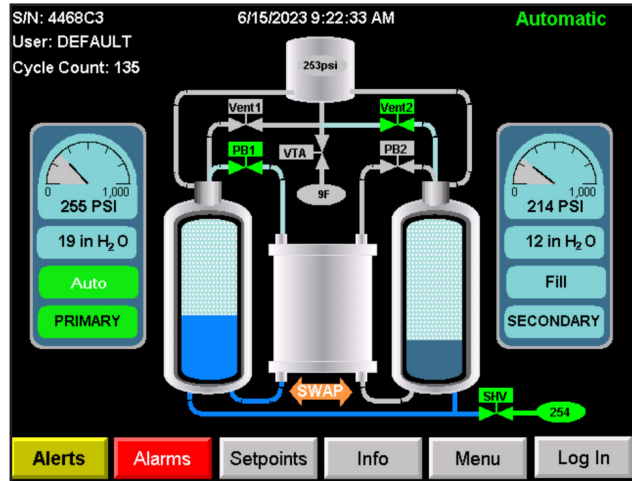 S/N: 4468C3 6/15/2023 9:22:33 AM Automatic
User: DEFAULT
Cycle Count: 135
253psi
Vent1 Vent2
PB1 VTA PB2
0 1,000
255 PSI
19 in H2O
Auto
PRIMARY
9F
0 1,000
214 PSI
12 in H2O
Fill
SECONDARY
SWAP
SHV
254
Alerts Alarms Setpoints Info Menu Log In